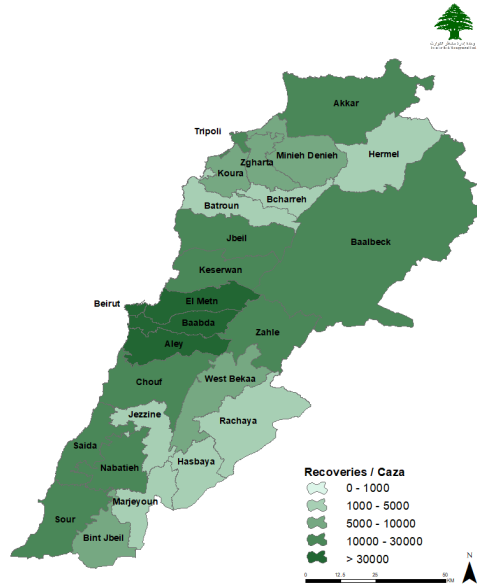 Akkar
Tripoli
Zgharta
Minieh Denieh
Hermel
Koura
Bcharreh
Batroun
Jbeil
Baalbeck
Keserwan
El Metn
Beirut
Baabda
Zahle
Aley
Chouf
West Bekaa
Jezzine
Rachaya
Saida
Hasbaya
Nabatieh
Marjeyoun
Sour
Bint Jbeil
Recoveries / Caza
0 - 1000
1000 - 5000
5000 - 10000
10000 - 30000
> 30000
N
0 12.5 25 50
KM